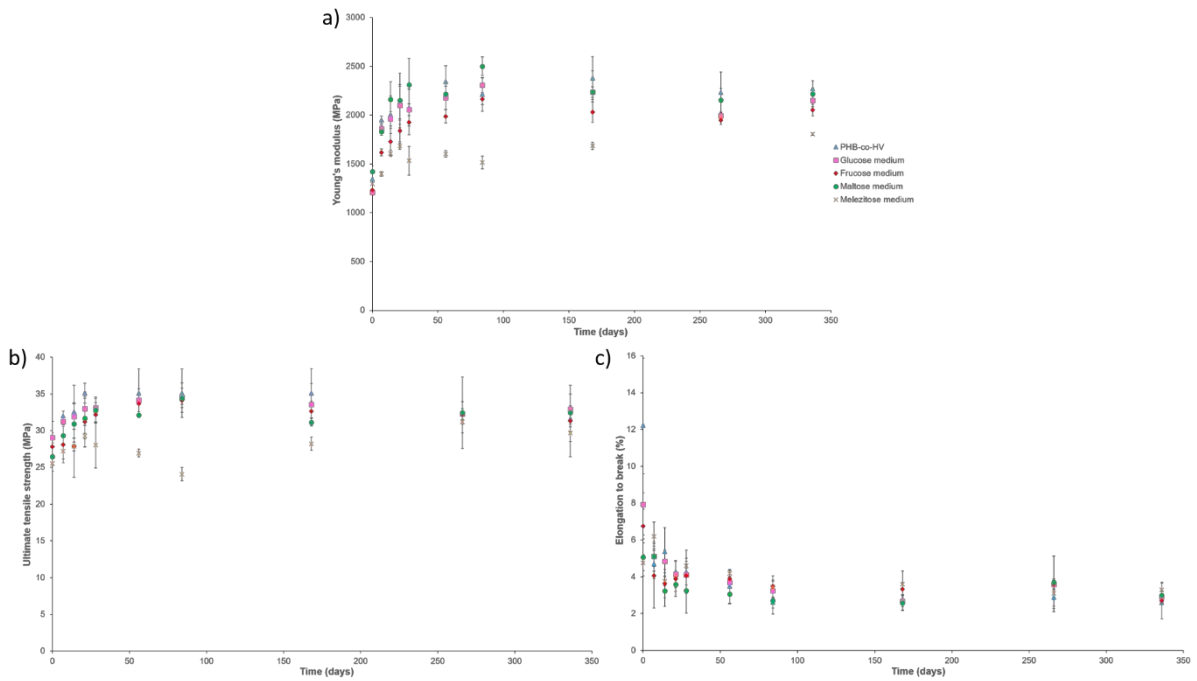 a)
3000
2500
2000
1500
1000
500
0
Young's modulus (MPa)
0 50 100 150 200 250 300 350
Time (days)
PHB-co-HV
Glucose medium
Frucose medium
Maltose medium
Melezitose medium
b)
40
35
30
25
20
15
10
5
0
Ultimate tensile strength (MPa)
0 50 100 150 200 250 300 350
Time (days)
c)
16
14
12
10
8
6
4
2
0
Elongation to break (%)
0 50 100 150 200 250 300 350
Time (days)